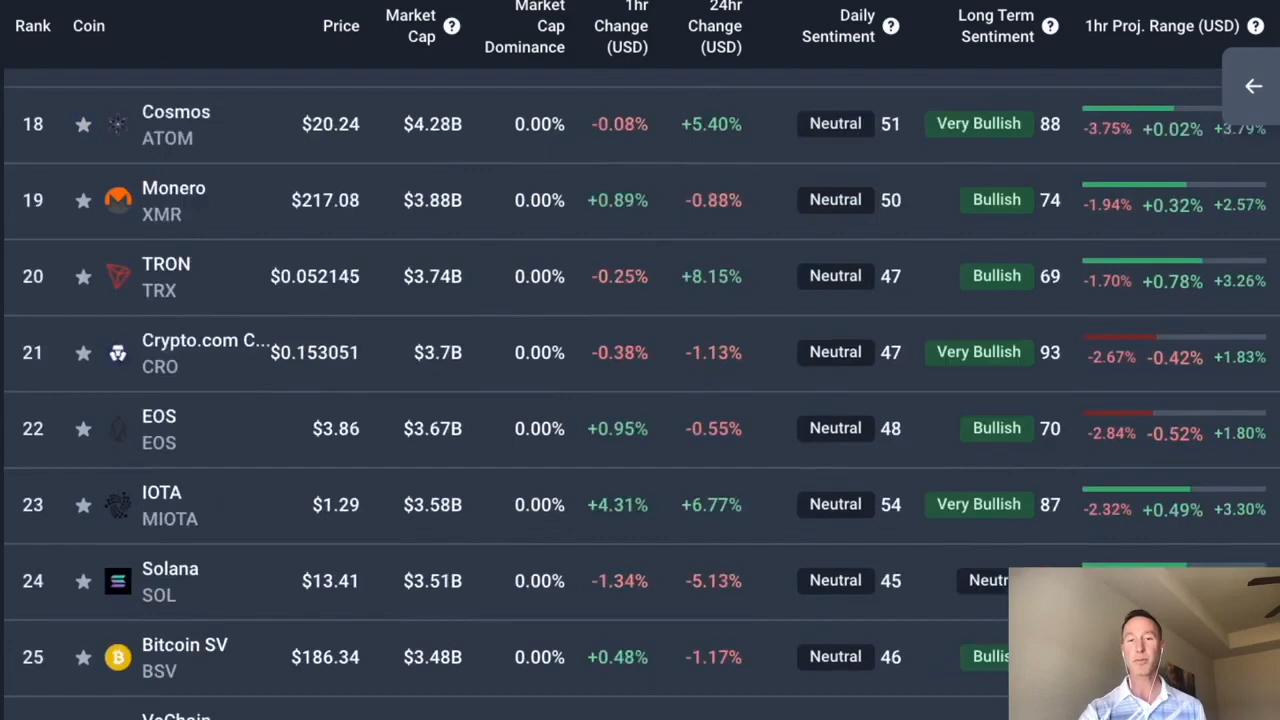 Rank Coin Price Market Cap Market Cap Dominance 1hr Change (USD) 24hr Change (USD) Daily Sentiment Long Term Sentiment 1hr Proj. Range (USD)
18 Cosmos ATOM $20.24 $4.28B 0.00% -0.08% +5.40% Neutral 51 Very Bullish 88 -3.75% +0.02% +3.79%
19 Monero XMR $217.08 $3.88B 0.00% +0.89% -0.88% Neutral 50 Bullish 74 -1.94% +0.32% +2.57%
20 TRON TRX $0.052145 $3.74B 0.00% -0.25% +8.15% Neutral 47 Bullish 69 -1.70% +0.78% +3.26%
21 Crypto.com C... CRO $0.153051 $3.7B 0.00% -0.38% -1.13% Neutral 47 Very Bullish 93 -2.67% -0.42% +1.83%
22 EOS EOS $3.86 $3.67B 0.00% +0.95% -0.55% Neutral 48 Bullish 70 -2.84% -0.52% +1.80%
23 IOTA MIOTA $1.29 $3.58B 0.00% +4.31% +6.77% Neutral 54 Very Bullish 87 -2.32% +0.49% +3.30%
24 Solana SOL $13.41 $3.51B 0.00% -1.34% -5.13% Neutral 45 Neutr
25 Bitcoin SV BSV $186.34 $3.48B 0.00% +0.48% -1.17% Neutral 46 Bullis
VeChain